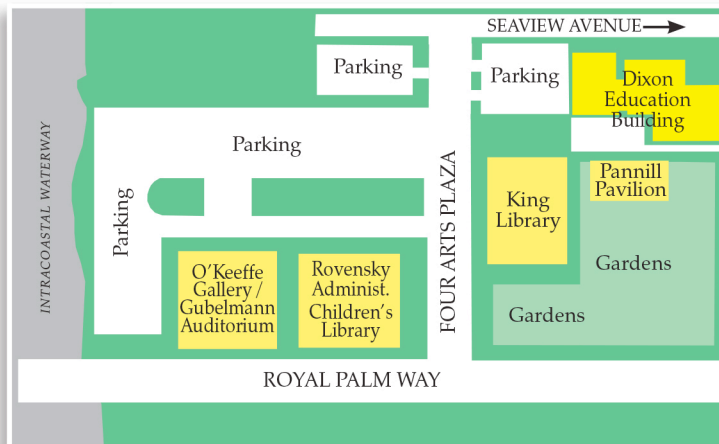 SEAVIEW AVENUE
Parking
Parking
Dixon
Education
Building
Parking
INTRACOASTAL WATERWAY
Parking
FOUR ARTS PLAZA
King
Library
Pannill
Pavilion
Gardens
Gardens
O'Keeffe
Gallery /
Gubelmann
Auditorium
Rovensky
Administ.
Children's
Library
ROYAL PALM WAY